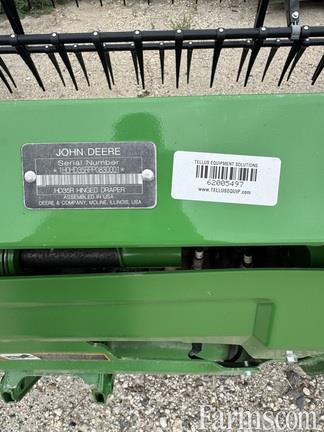 JOHN DEERE
Serial Number
*1H0HD35RPP0830001*
HD35R HINGED DRAPER
ASSEMBLED IN USA
DEERE & COMPANY, MOLINE, ILLINOIS, USA
TELLUS EQUIPMENT SOLUTIONS
62005497
WWW.TELLUSEQUIP.COM
Farms.com